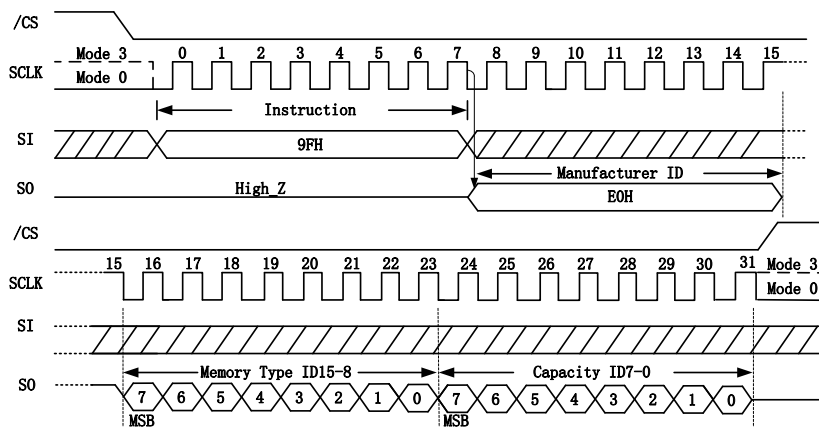 /CS
Mode 3 0 1 2 3 4 5 6 7 8 9 10 11 12 13 14 15
SCLK
Mode 0
Instruction
SI 9FH
Manufacturer ID
SO High_Z E0H
/CS
15 16 17 18 19 20 21 22 23 24 25 26 27 28 29 30 31 Mode 3
SCLK Mode 0
SI
Memory Type ID15-8 Capacity ID7-0
SO 7 6 5 4 3 2 1 0 7 6 5 4 3 2 1 0
MSB MSB